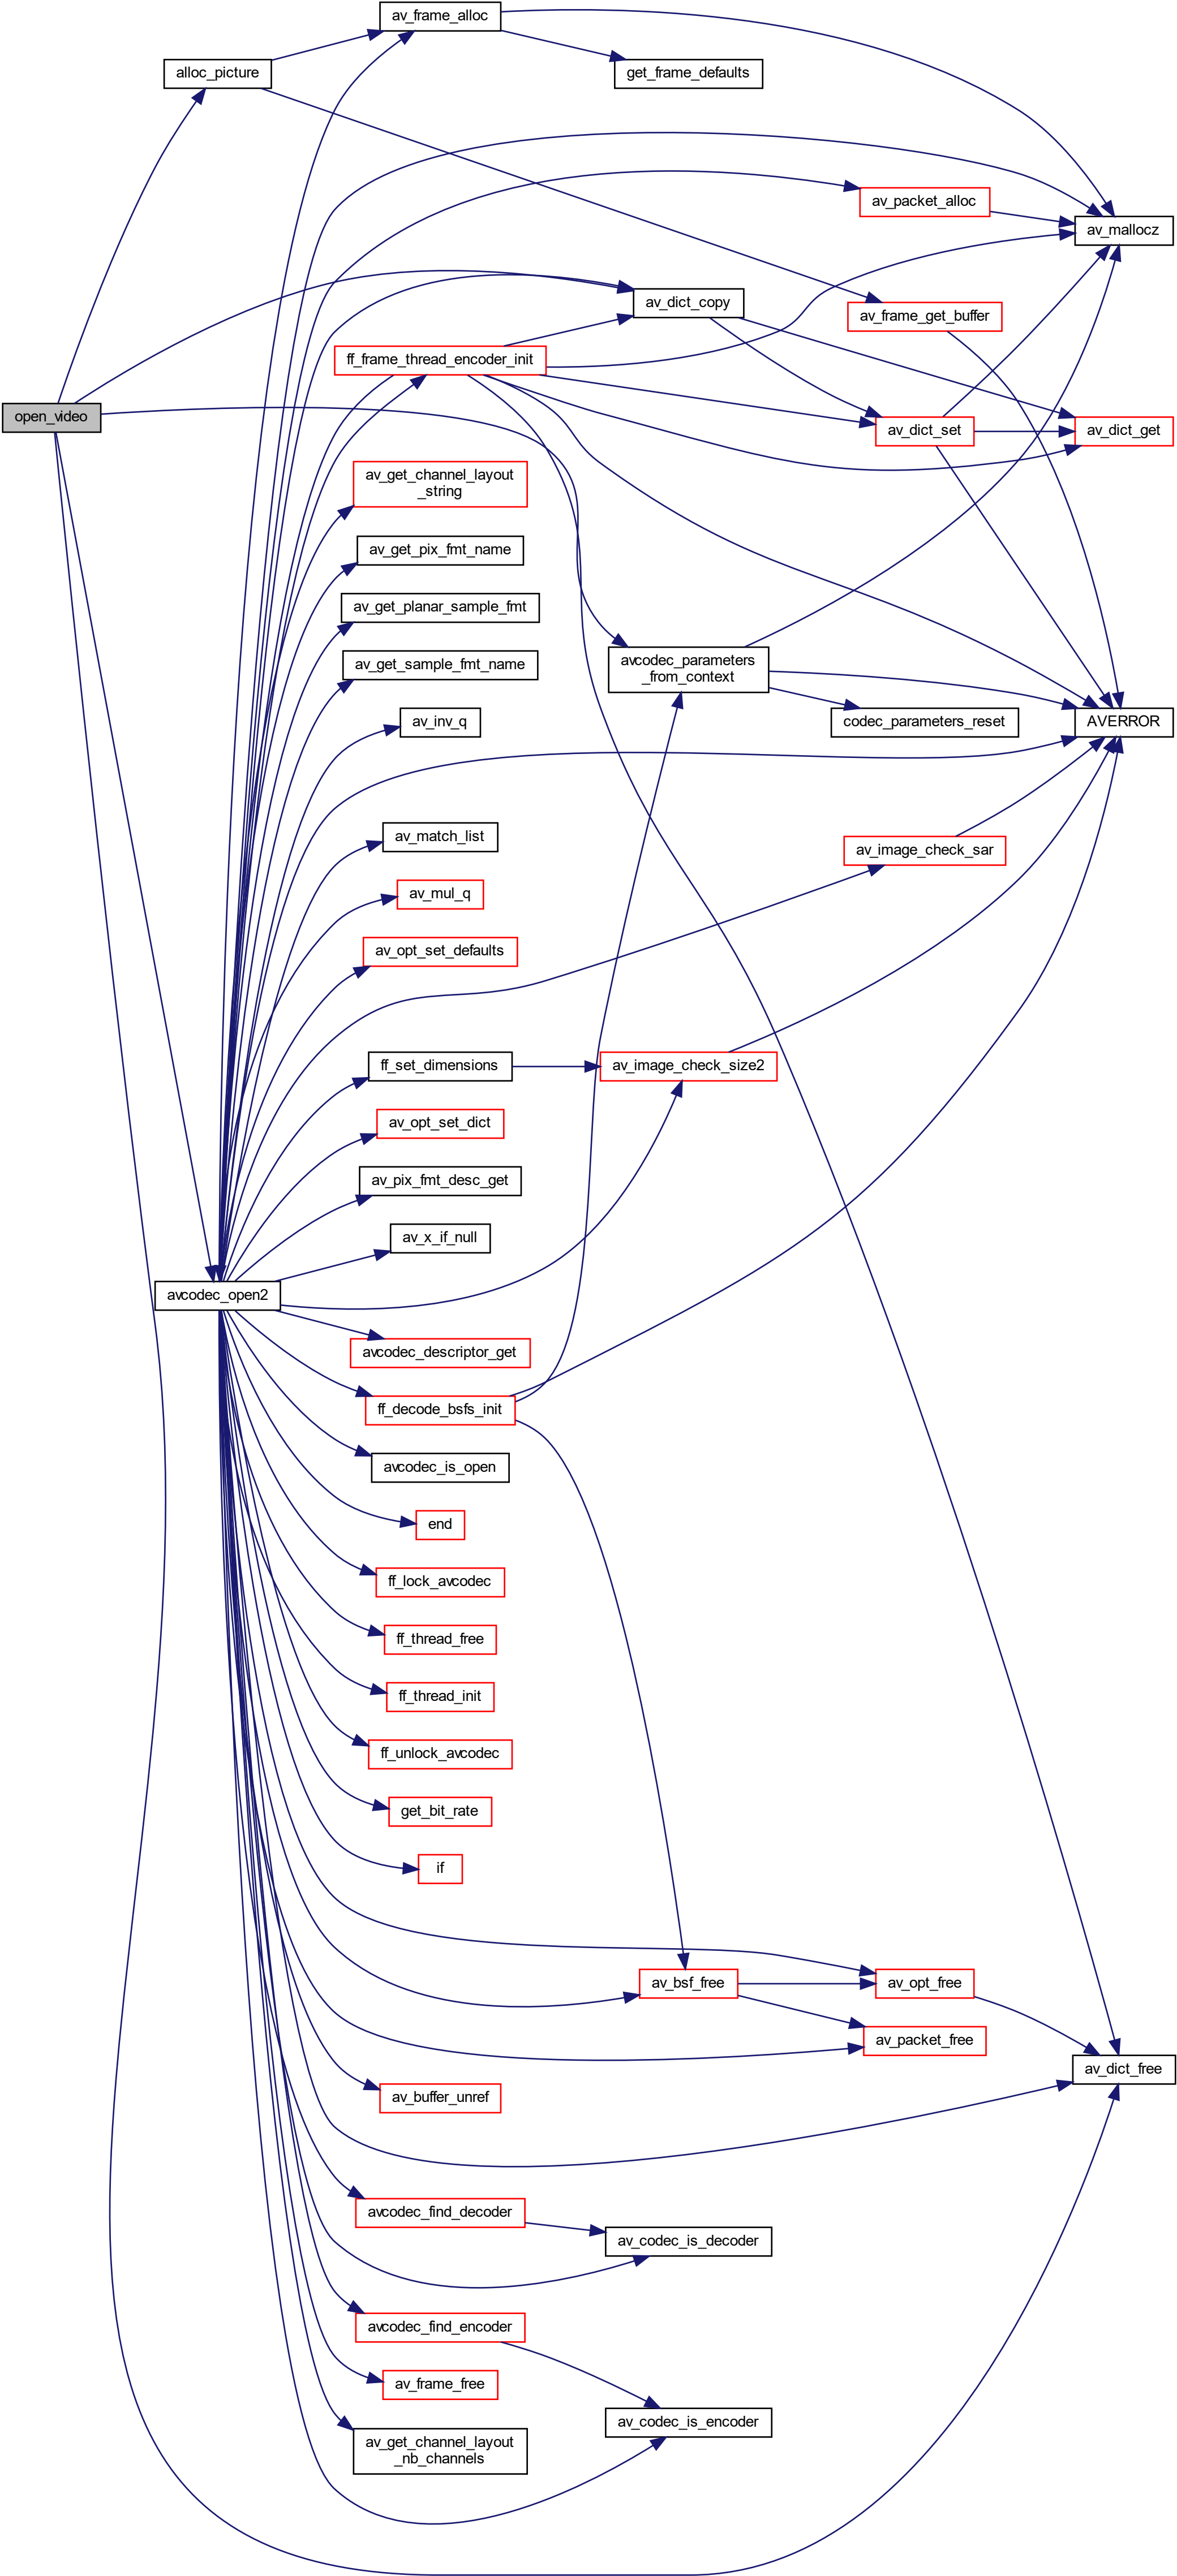 av_frame_alloc
alloc_picture
get_frame_defaults
av_packet_alloc
av_mallocz
av_dict_copy
av_frame_get_buffer
ff_frame_thread_encoder_init
open_video
av_dict_set
av_dict_get
av_get_channel_layout
_string
av_get_pix_fmt_name
av_get_planar_sample_fmt
av_get_sample_fmt_name
avcodec_parameters
_from_context
av_inv_q
codec_parameters_reset
AVERROR
av_match_list
av_image_check_sar
av_mul_q
av_opt_set_defaults
ff_set_dimensions
av_image_check_size2
av_opt_set_dict
av_pix_fmt_desc_get
av_x_if_null
avcodec_open2
avcodec_descriptor_get
ff_decode_bsfs_init
avcodec_is_open
end
ff_lock_avcodec
ff_thread_free
ff_thread_init
ff_unlock_avcodec
get_bit_rate
if
av_bsf_free
av_opt_free
av_packet_free
av_dict_free
av_buffer_unref
avcodec_find_decoder
av_codec_is_decoder
avcodec_find_encoder
av_frame_free
av_codec_is_encoder
av_get_channel_layout
_nb_channels